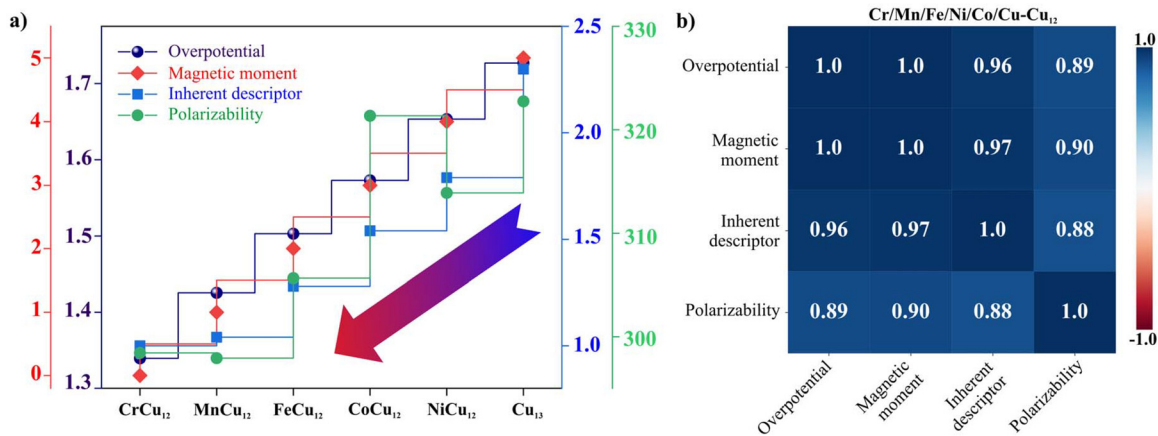 a)
Overpotential
Magnetic moment
Inherent descriptor
Polarizability
5
4
3
2
1
0
1.7
1.6
1.5
1.4
1.3
2.5
2.0
1.5
1.0
330
320
310
300
CrCu₁₂
MnCu₁₂
FeCu₁₂
CoCu₁₂
NiCu₁₂
Cu₁₃
b)
Cr/Mn/Fe/Ni/Co/Cu-Cu₁₂
Overpotential
1.0 1.0 0.96 0.89
Magnetic
moment
1.0 1.0 0.97 0.90
Inherent
descriptor
0.96 0.97 1.0 0.88
Polarizability
0.89 0.90 0.88 1.0
Overpotential
Magnetic
moment
Inherent
descriptor
Polarizability
1.0
-1.0